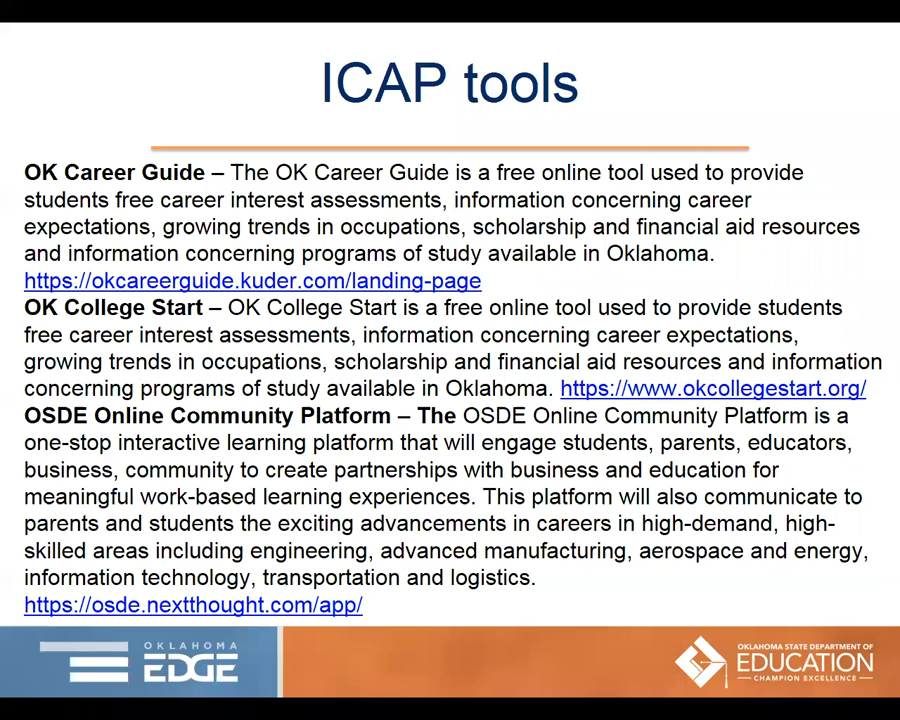 ICAP tools
OK Career Guide – The OK Career Guide is a free online tool used to provide
students free career interest assessments, information concerning career
expectations, growing trends in occupations, scholarship and financial aid resources
and information concerning programs of study available in Oklahoma.
https://okcareerguide.kuder.com/landing-page
OK College Start – OK College Start is a free online tool used to provide students
free career interest assessments, information concerning career expectations,
growing trends in occupations, scholarship and financial aid resources and information
concerning programs of study available in Oklahoma. https://www.okcollegestart.org/
OSDE Online Community Platform – The OSDE Online Community Platform is a
one-stop interactive learning platform that will engage students, parents, educators,
business, community to create partnerships with business and education for
meaningful work-based learning experiences. This platform will also communicate to
parents and students the exciting advancements in careers in high-demand, high-
skilled areas including engineering, advanced manufacturing, aerospace and energy,
information technology, transportation and logistics.
https://osde.nextthought.com/app/
OKLAHOMA
EDGE
OKLAHOMA STATE DEPARTMENT OF
EDUCATION
CHAMPION EXCELLENCE